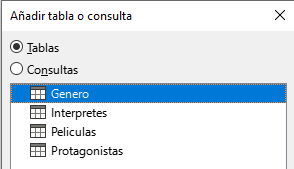 Añadir tabla o consulta
Tablas
Consultas
Genero
Interpretes
Peliculas
Protagonistas